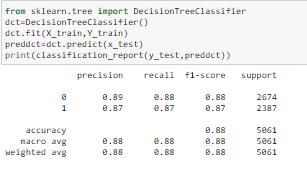 from sklearn.tree import DecisionTreeClassifier
dct=DecisionTreeClassifier()
dct.fit(X_train,Y_train)
preddct=dct.predict(x_test)
print(classification_report(y_test,preddct))
precision recall f1-score support
0 0.89 0.88 0.88 2674
1 0.87 0.87 0.87 2387
accuracy 0.88 5061
macro avg 0.88 0.88 0.88 5061
weighted avg 0.88 0.88 0.88 5061